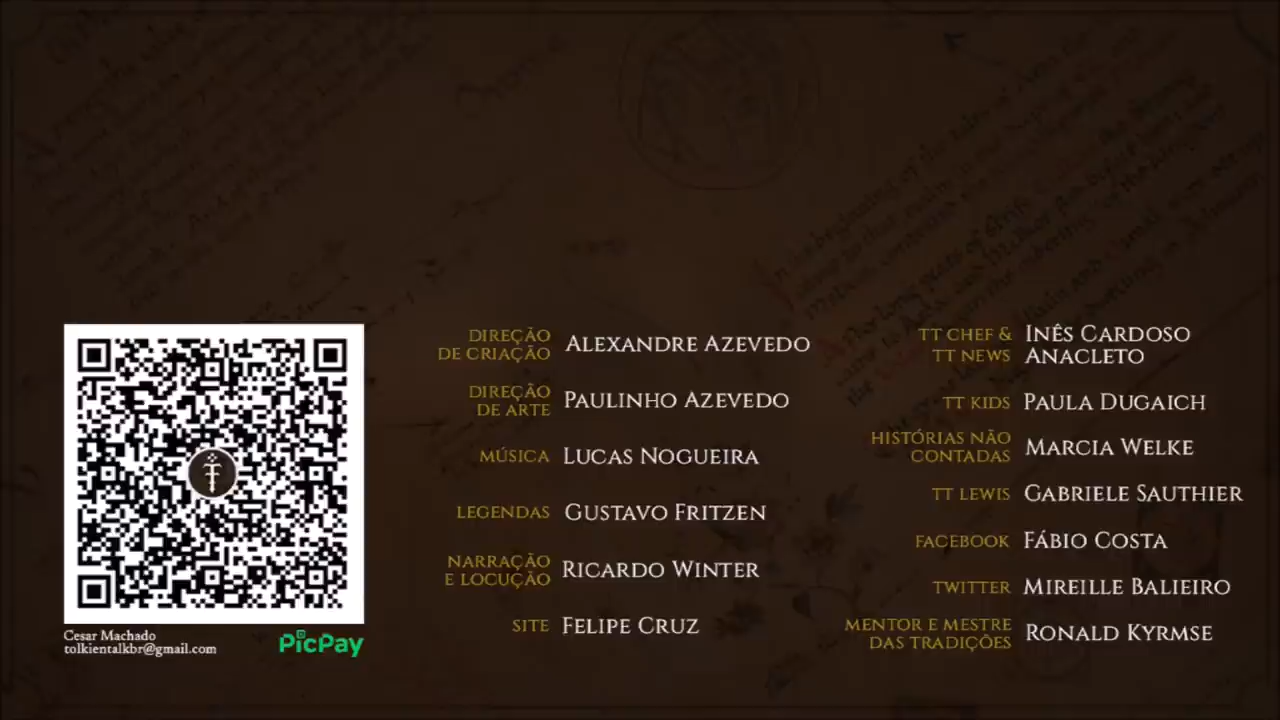 DIREÇÃO
DE CRIAÇÃO
ALEXANDRE AZEVEDO
DIREÇÃO
DE ARTE
PAULINHO AZEVEDO
MÚSICA
LUCAS NOGUEIRA
LEGENDAS
GUSTAVO FRITZEN
NARRAÇÃO
E LOCUÇÃO
RICARDO WINTER
SITE
FELIPE CRUZ
TT CHEF &
TT NEWS
INÊS CARDOSO
ANACLETO
TT KIDS
PAULA DUGAICH
HISTÓRIAS NÃO
CONTADAS
MARCIA WELKE
TT LEWIS
GABRIELE SAUTHIER
FACEBOOK
FÁBIO COSTA
TWITTER
MIREILLE BALIEIRO
MENTOR E MESTRE
DAS TRADIÇÕES
RONALD KYRMSE
Cesar Machado
tolkientalkbr@gmail.com
PicPay